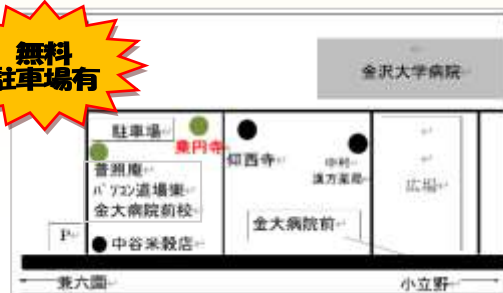 無料
駐車場有
金沢大学病院
駐車場
乗円寺
仰西寺
中村
漢方薬局
広場
普照庵
パソコン道場東
金大病院前校
金大病院前
P
中谷米穀店
兼六園
小立野